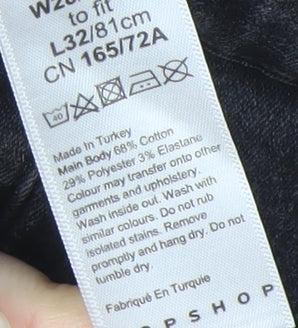 to fit
L32/81cm
CN 165/72A
40
Made In Turkey
Main Body 68% Cotton
29% Polyester 3% Elastane
Colour may transfer onto other
garments and upholstery.
Wash inside out. Wash with
similar colours. Do not rub
isolated stains. Remove
promptly and hang dry. Do not
tumble dry.
Fabriqué En Turquie
OPSHOP